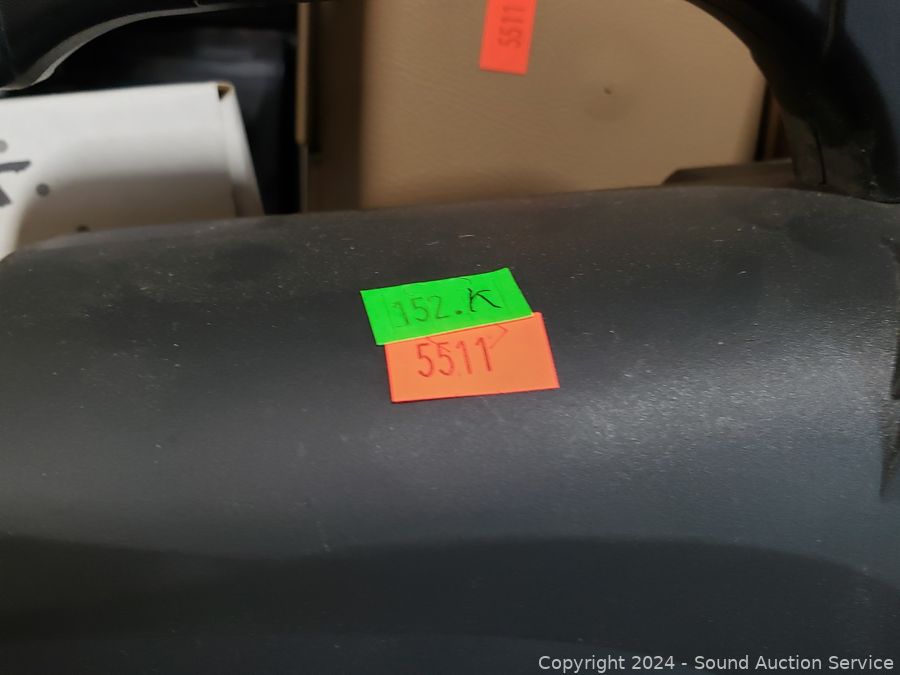 5511
152.K
5511
Copyright 2024 - Sound Auction Service